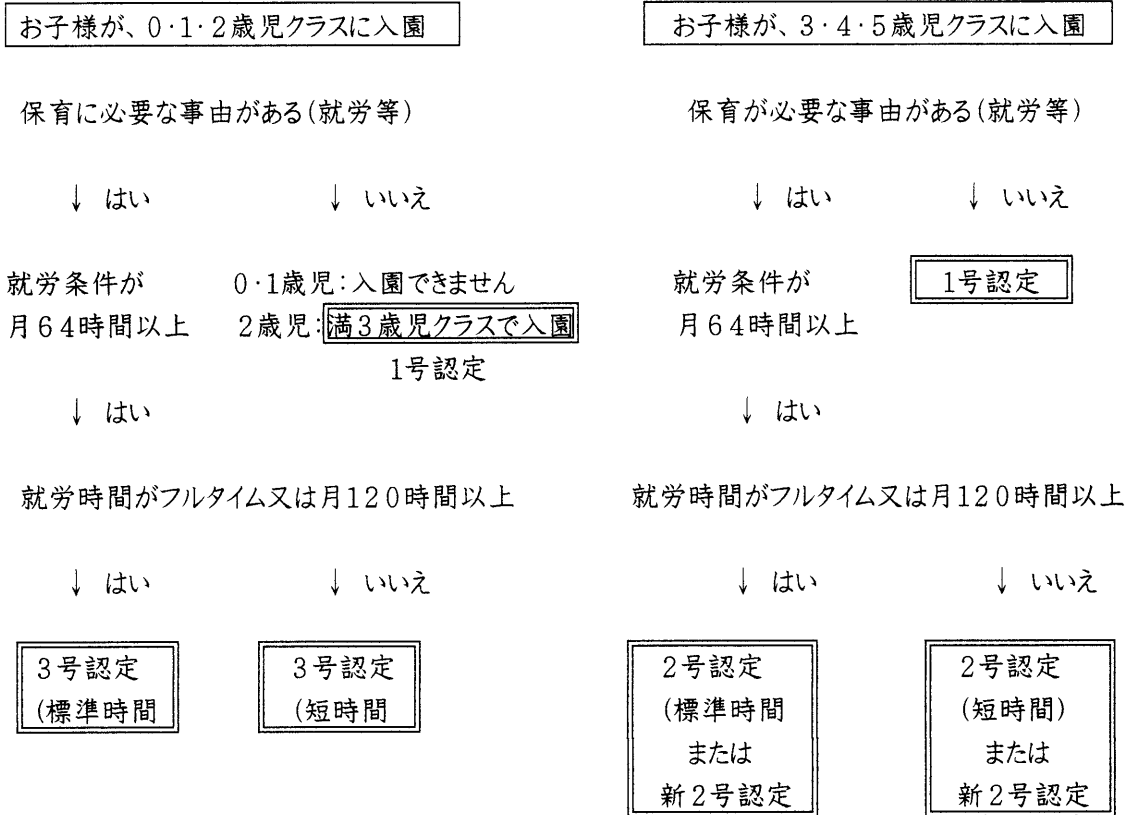 お子様が、0·1·2歳児クラスに入園
保育に必要な事由がある(就労等)
↓ はい
↓ いいえ
就労条件が
月64時間以上
0·1歳児:入園できません
2歳児:満3歳児クラスで入園
1号認定
↓ はい
就労時間がフルタイム又は月120時間以上
↓ はい
↓ いいえ
3号認定
(標準時間
3号認定
(短時間
お子様が、3·4·5歳児クラスに入園
保育が必要な事由がある(就労等)
↓ はい
↓ いいえ
就労条件が
月64時間以上
1号認定
↓ はい
就労時間がフルタイム又は月120時間以上
↓ はい
↓ いいえ
2号認定
(標準時間
または
新2号認定
2号認定
(短時間)
または
新2号認定